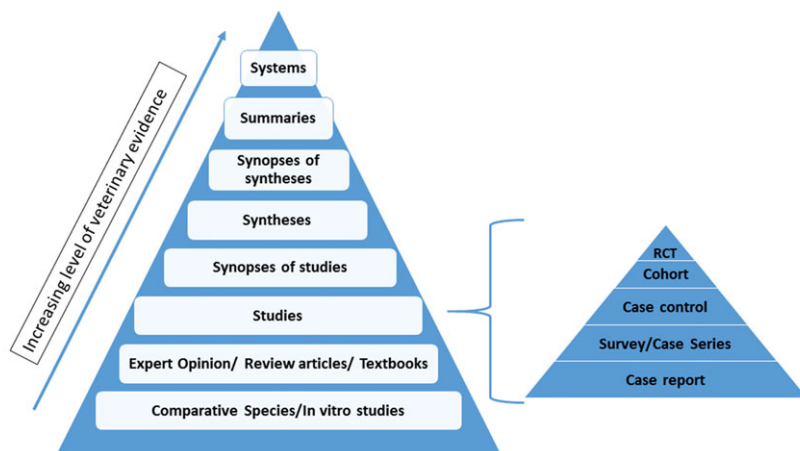 Increasing level of veterinary evidence
Systems
Summaries
Synopses of
syntheses
Syntheses
Synopses of studies
Studies
Expert Opinion/ Review articles/ Textbooks
Comparative Species/In vitro studies
RCT
Cohort
Case control
Survey/Case Series
Case report